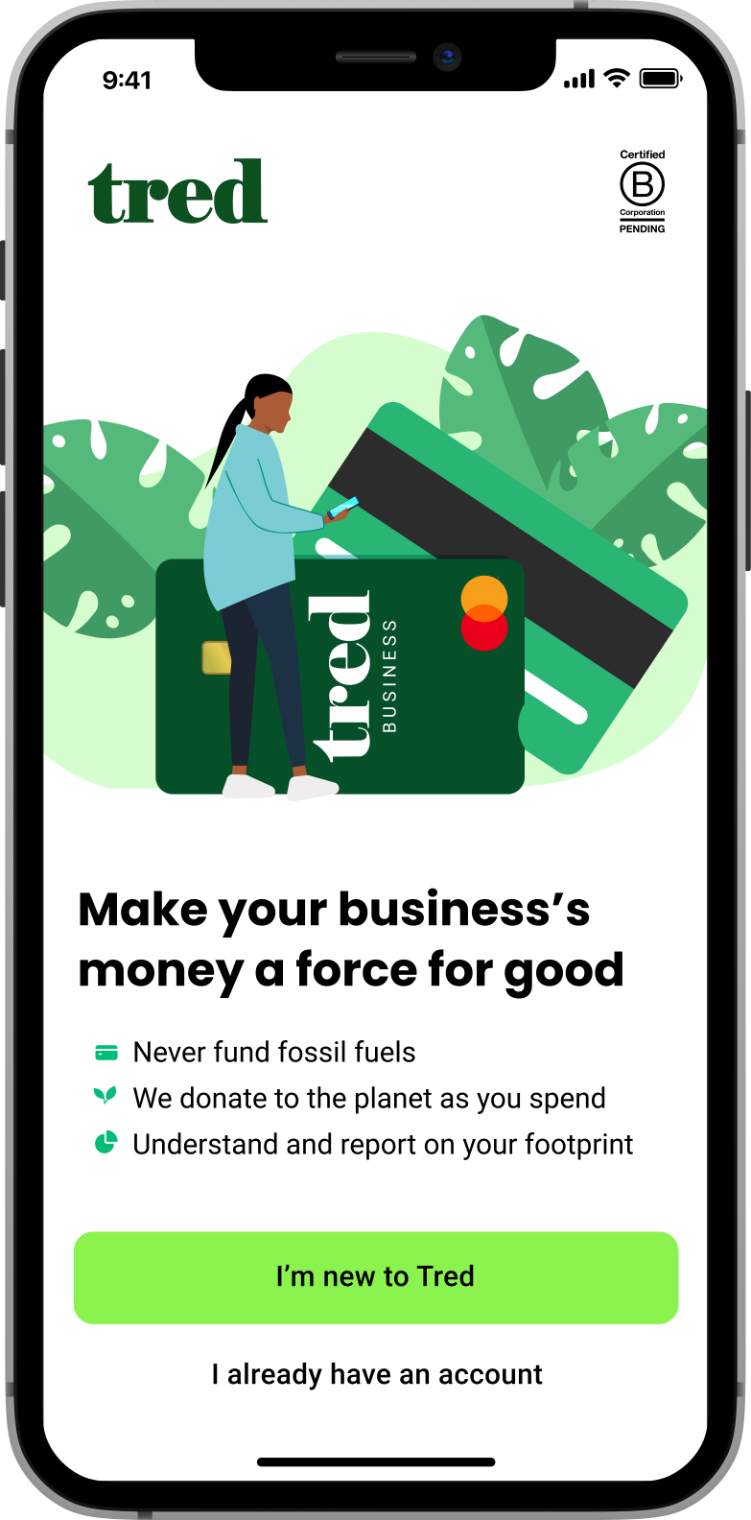 9:41
tred
Certified
B
Corporation
PENDING
tred
BUSINESS
Make your business’s
money a force for good
Never fund fossil fuels
We donate to the planet as you spend
Understand and report on your footprint
I’m new to Tred
I already have an account